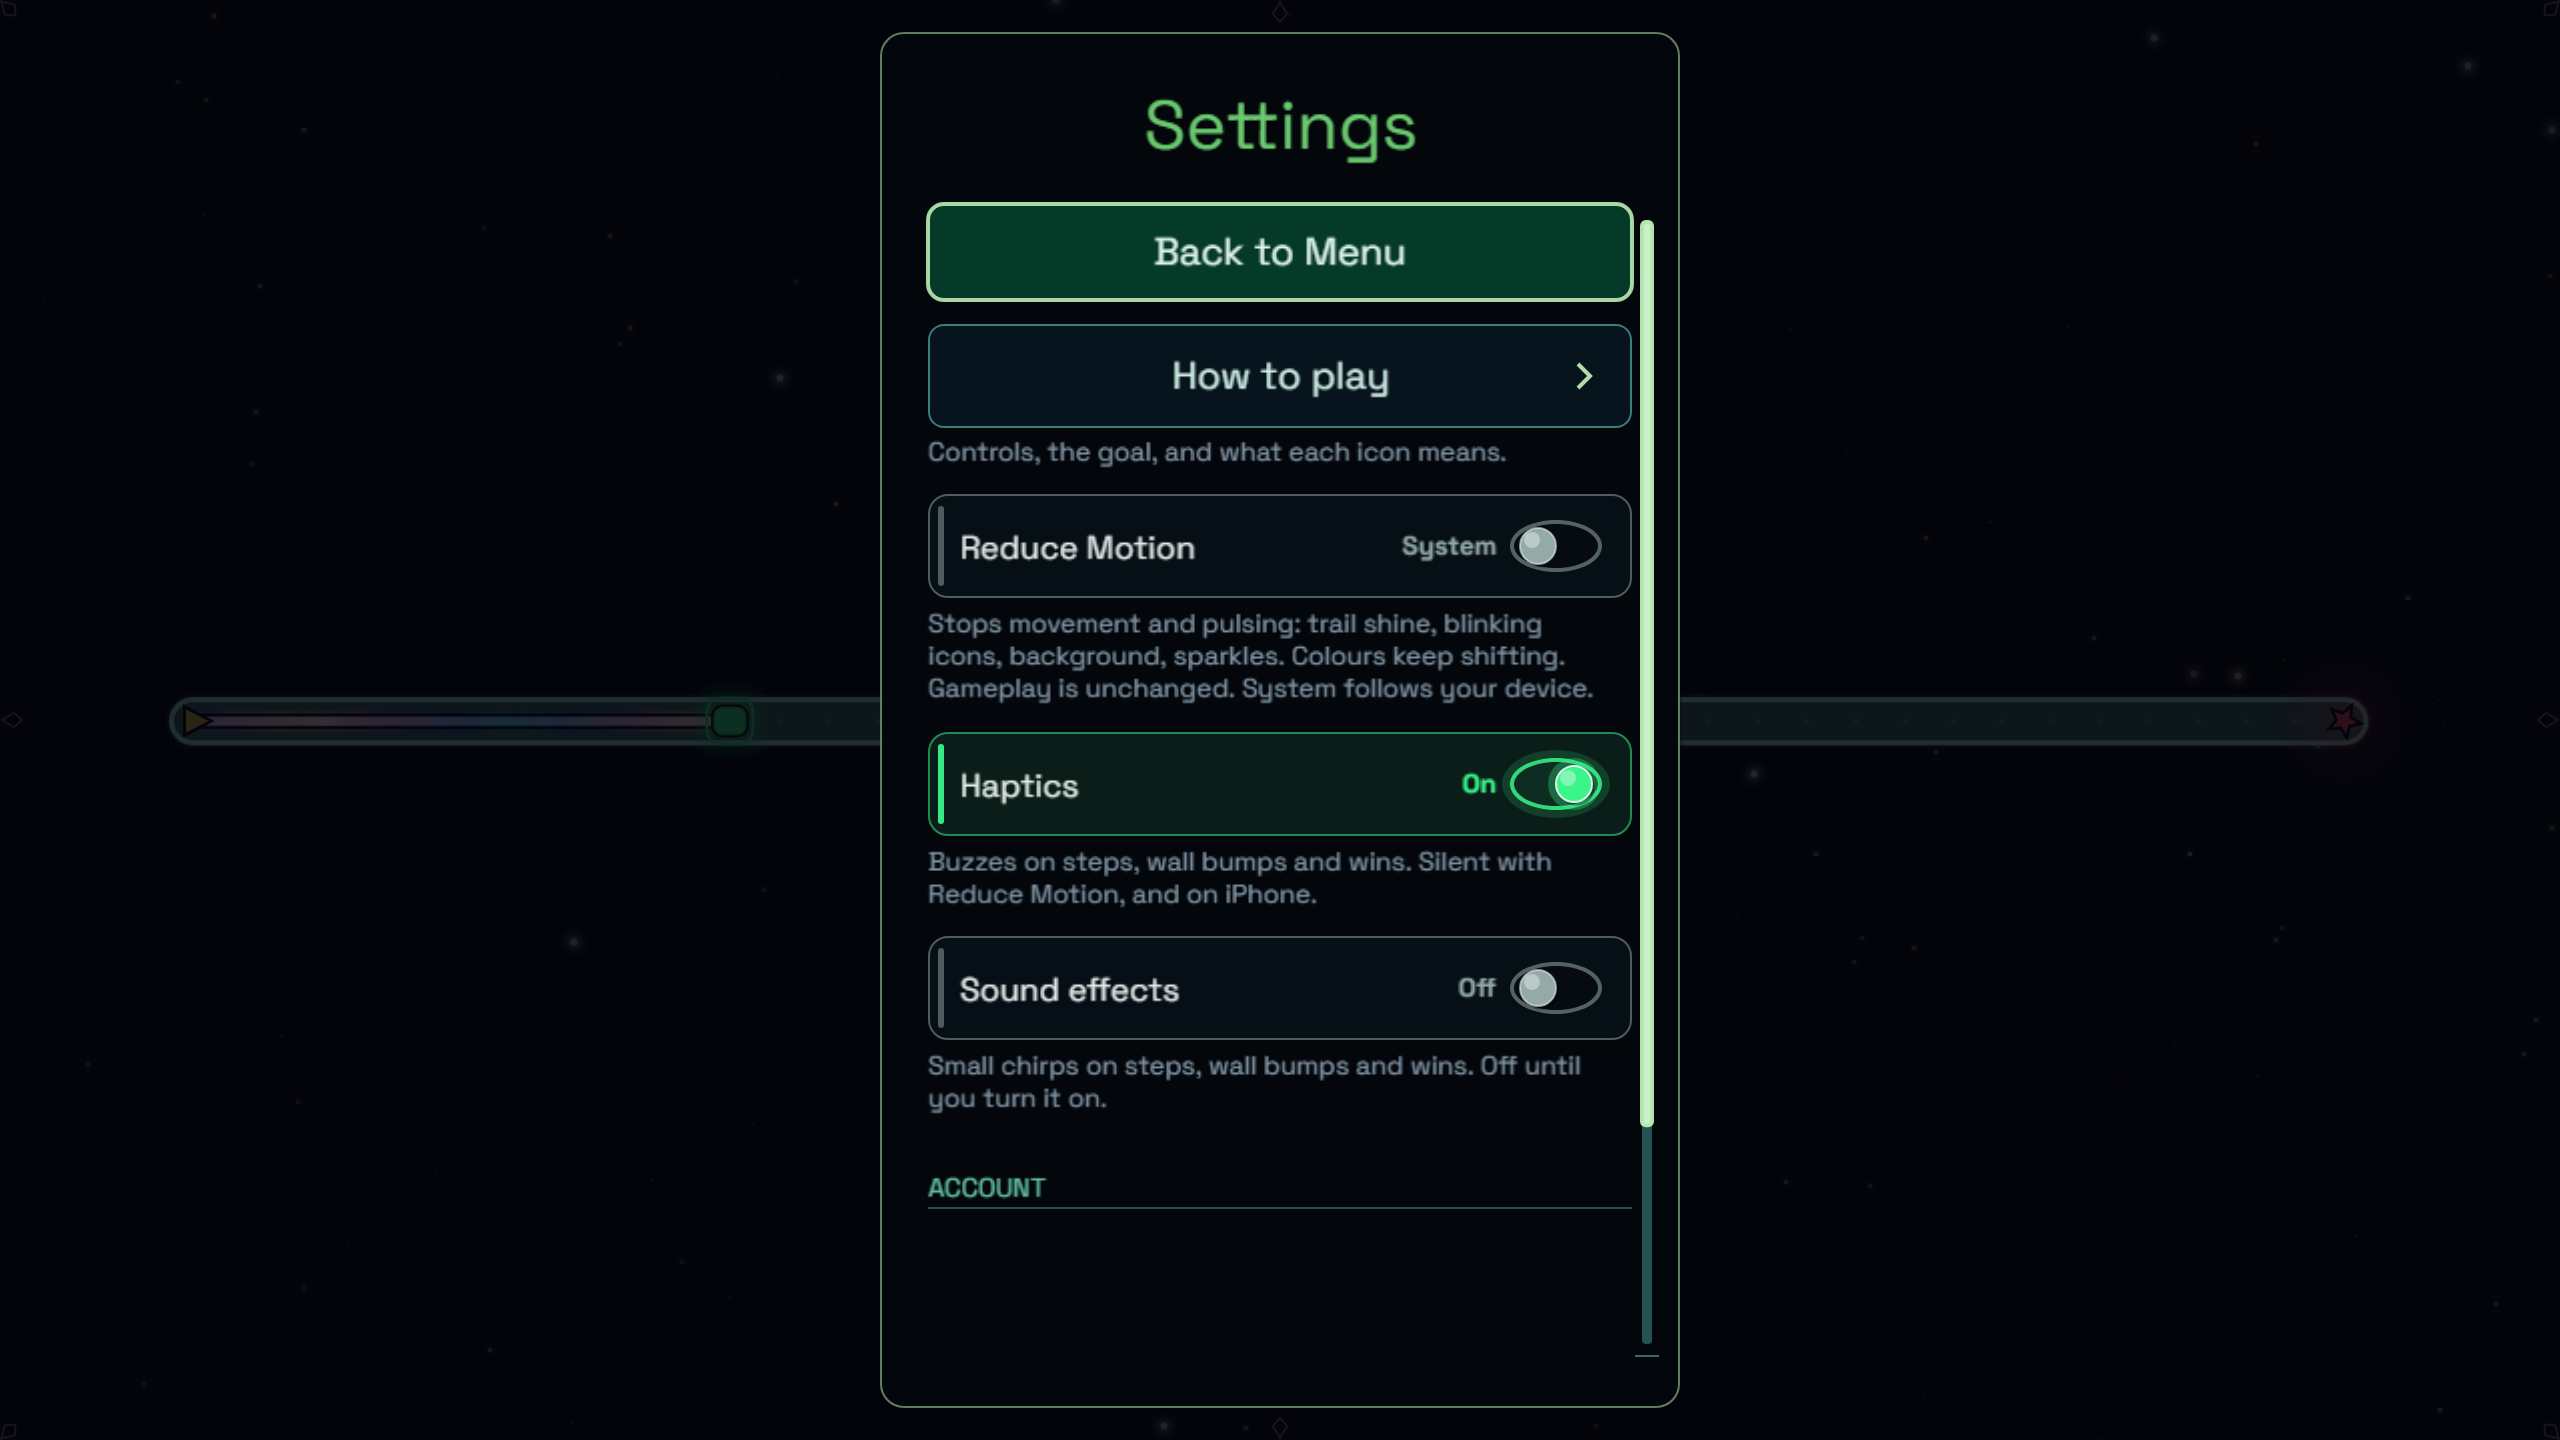 Settings
Back to Menu
How to play
Controls, the goal, and what each icon means.
Reduce Motion System
Stops movement and pulsing: trail shine, blinking
icons, background, sparkles. Colours keep shifting.
Gameplay is unchanged. System follows your device.
Haptics On
Buzzes on steps, wall bumps and wins. Silent with
Reduce Motion, and on iPhone.
Sound effects Off
Small chirps on steps, wall bumps and wins. Off until
you turn it on.
ACCOUNT